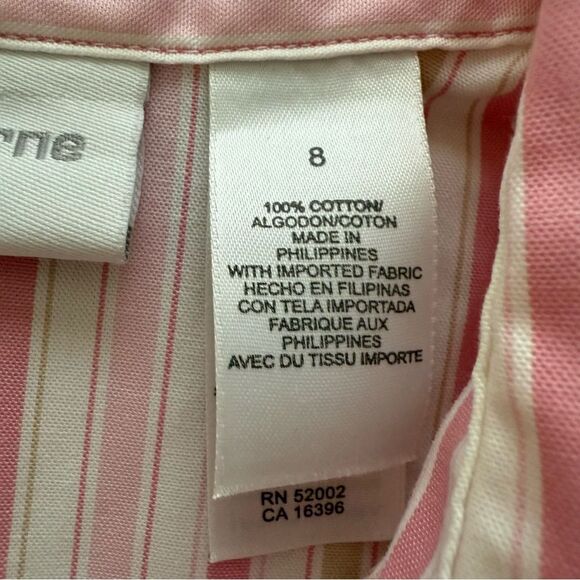 rne
8
100% COTTON/
ALGODON/COTON
MADE IN
PHILIPPINES
WITH IMPORTED FABRIC
HECHO EN FILIPINAS
CON TELA IMPORTADA
FABRIQUE AUX
PHILIPPINES
AVEC DU TISSU IMPORTE
RN 52002
CA 16396